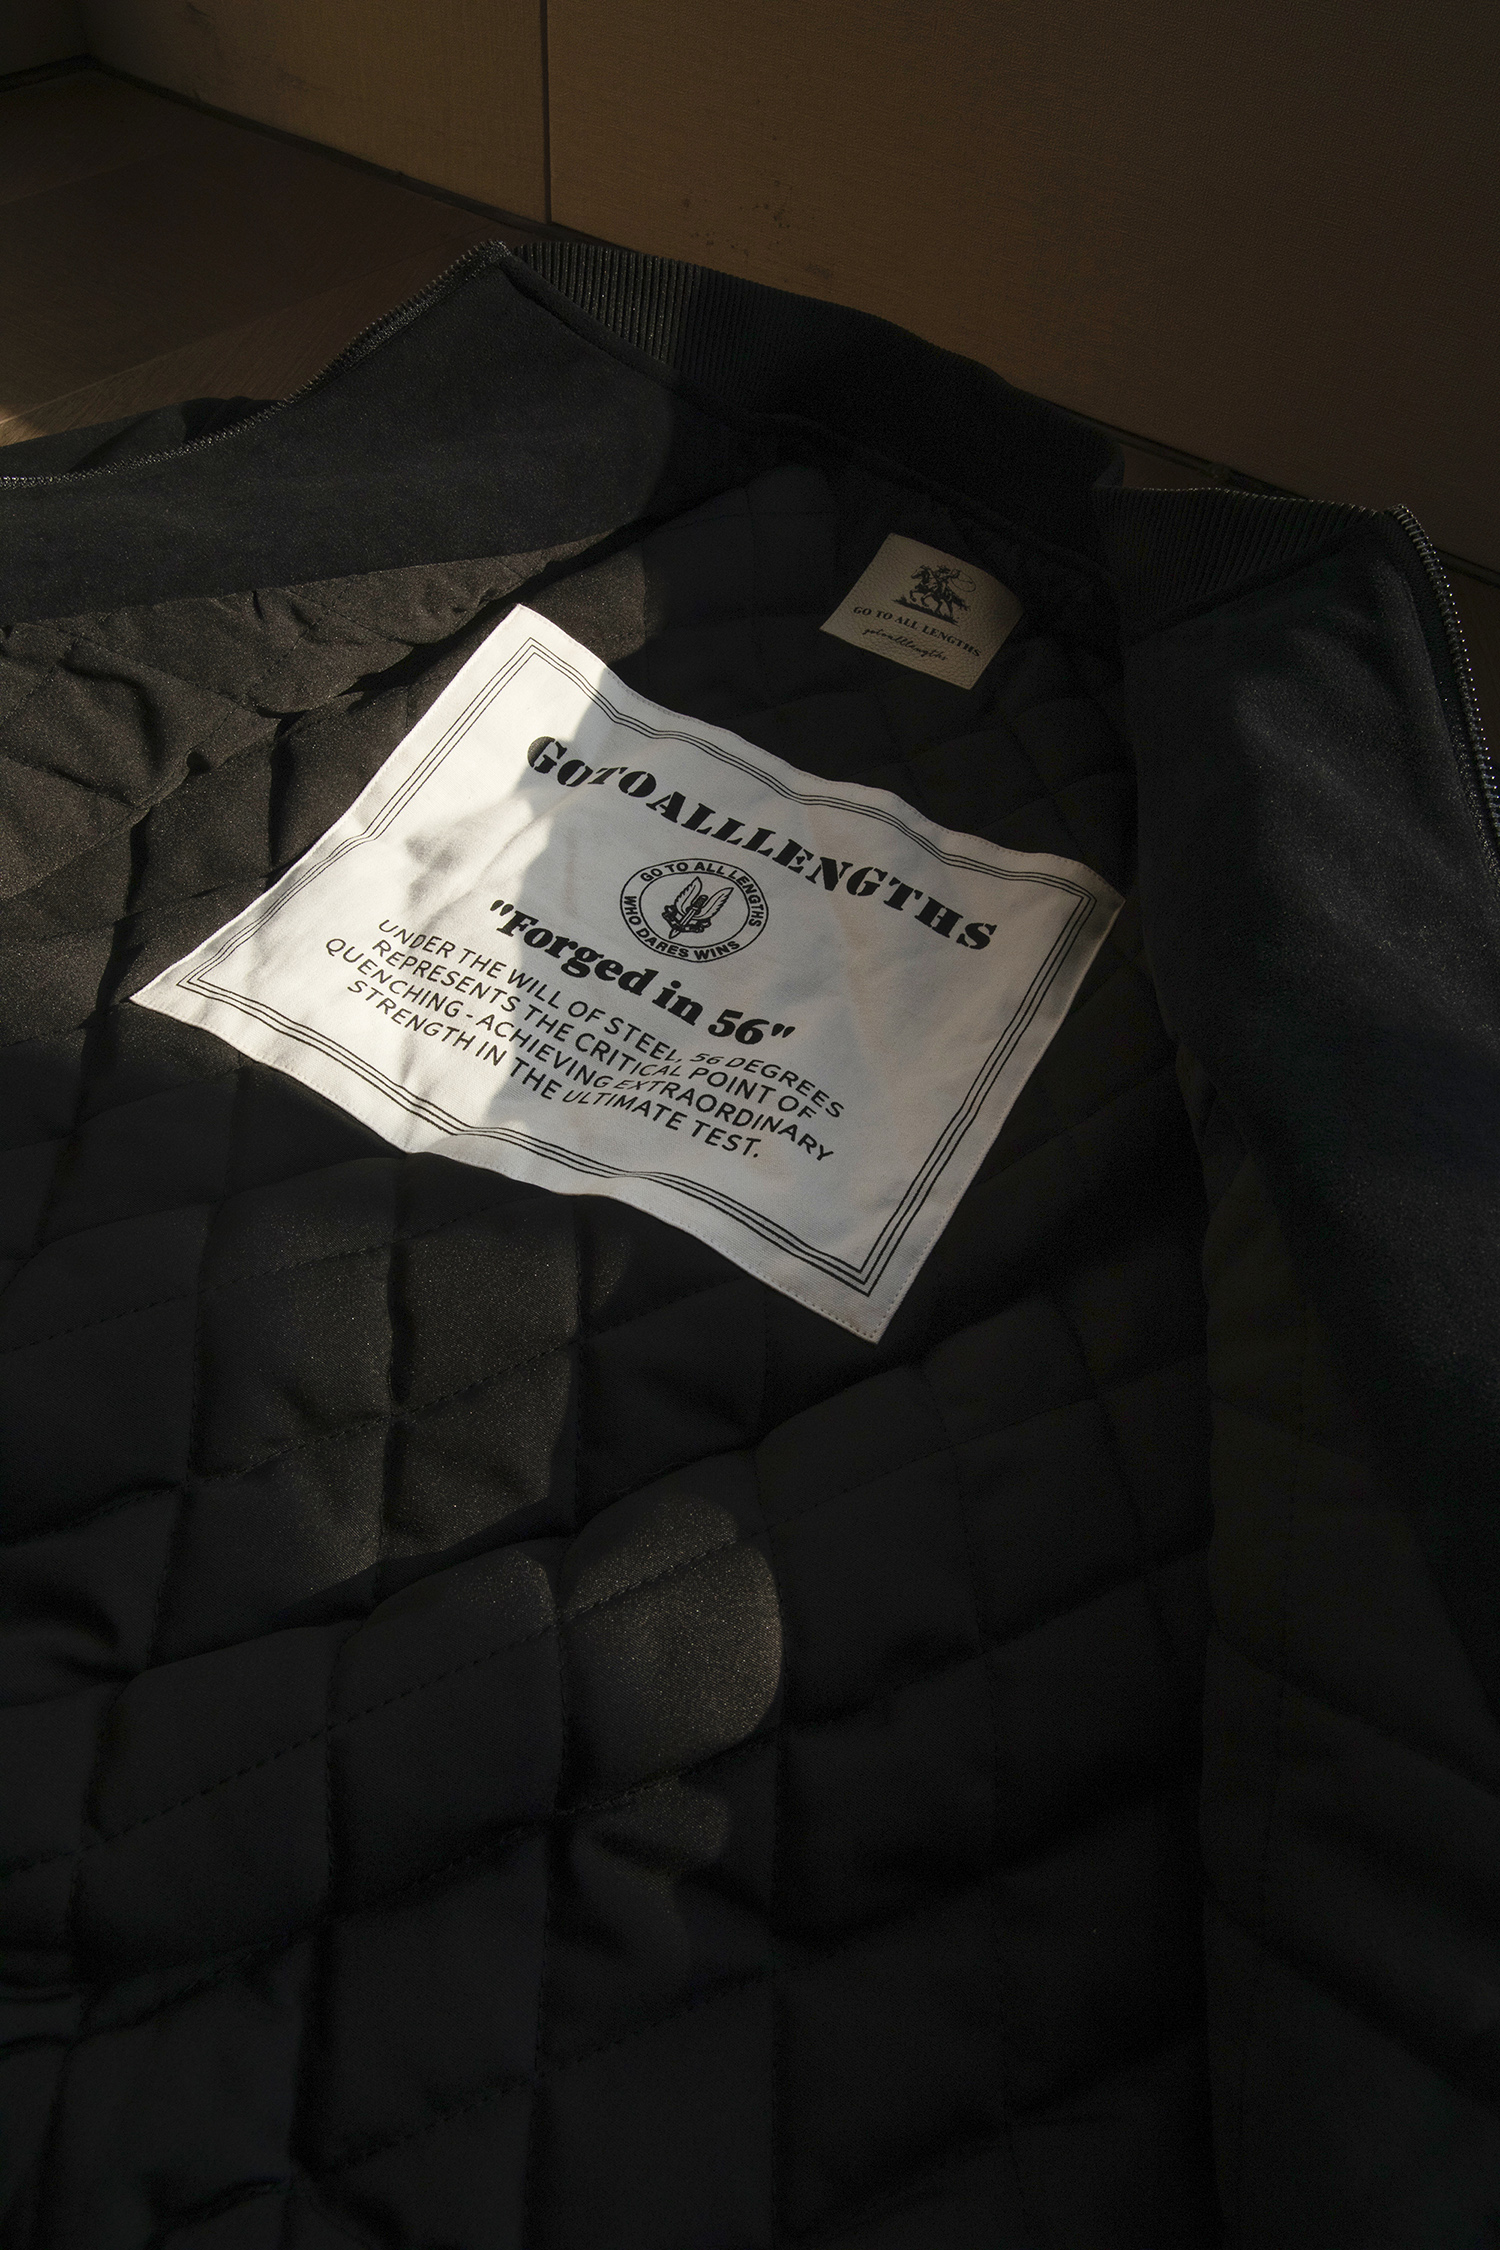 GO TO ALL LENGTHS
gotoalllengths
GOTOALLLENGTHS
GO TO ALL LENGTHS
WHO DARES WINS
"Forged in 56"
UNDER THE WILL OF STEEL, 56 DEGREES
REPRESENTS THE CRITICAL POINT OF
QUENCHING - ACHIEVING EXTRAORDINARY
STRENGTH IN THE ULTIMATE TEST.